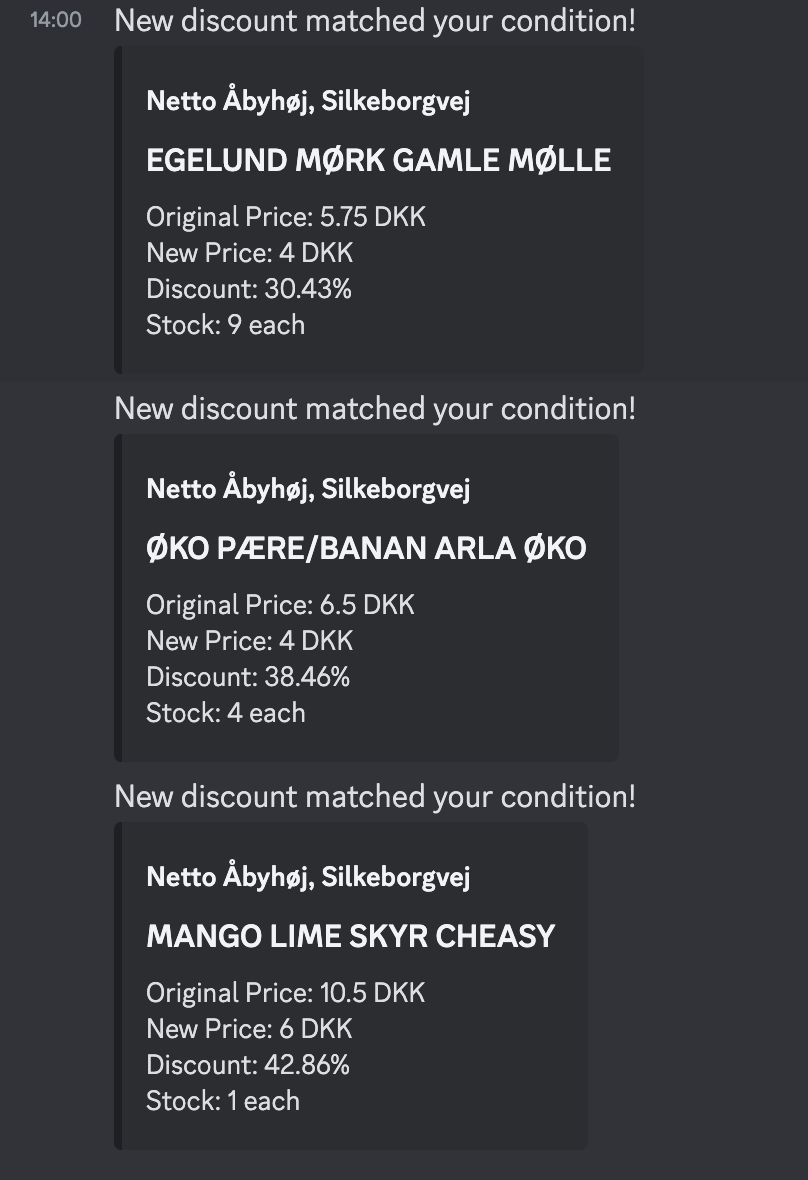 14:00 New discount matched your condition!
Netto Åbyhøj, Silkeborgvej
EGELUND MØRK GAMLE MØLLE
Original Price: 5.75 DKK
New Price: 4 DKK
Discount: 30.43%
Stock: 9 each
New discount matched your condition!
Netto Åbyhøj, Silkeborgvej
ØKO PÆRE/BANAN ARLA ØKO
Original Price: 6.5 DKK
New Price: 4 DKK
Discount: 38.46%
Stock: 4 each
New discount matched your condition!
Netto Åbyhøj, Silkeborgvej
MANGO LIME SKYR CHEASY
Original Price: 10.5 DKK
New Price: 6 DKK
Discount: 42.86%
Stock: 1 each